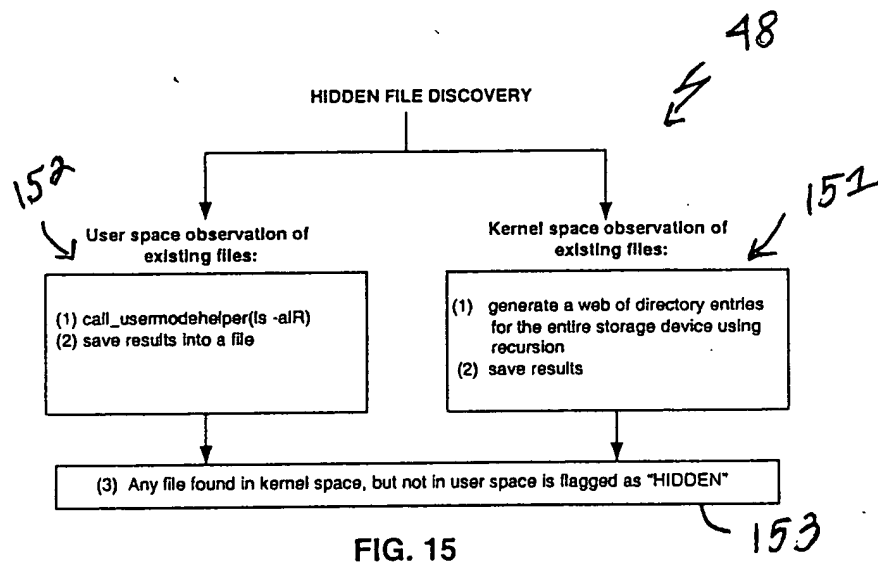 48
HIDDEN FILE DISCOVERY
152
User space observation of
existing files:
(1) call_usermodehelper(ls -alR)
(2) save results into a file
151
Kernel space observation of
existing files:
(1) generate a web of directory entries
for the entire storage device using
recursion
(2) save results
(3) Any file found in kernel space, but not in user space is flagged as "HIDDEN"
153
FIG. 15